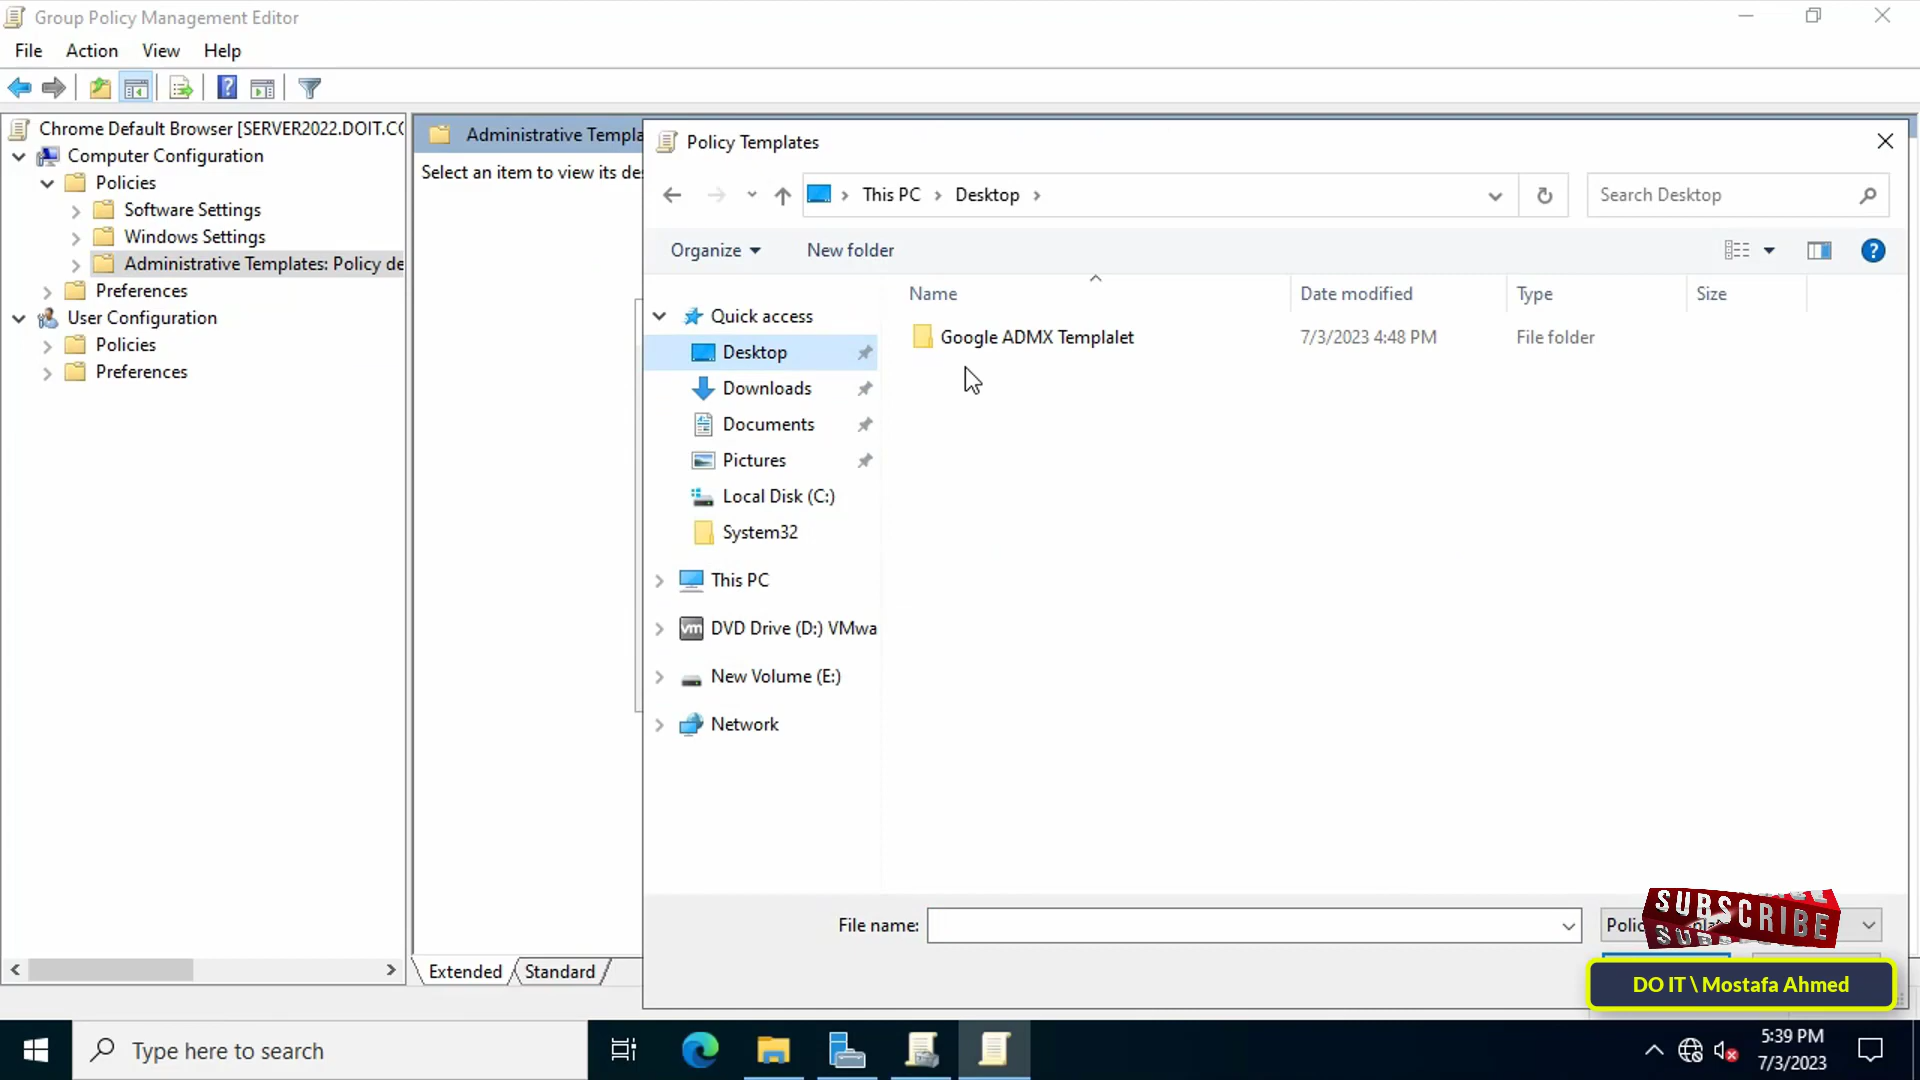 Group Policy Management Editor
File Action View Help
Chrome Default Browser [SERVER2022.DOIT.CO
Computer Configuration
Policies
Software Settings
Windows Settings
Administrative Templates: Policy de
Preferences
User Configuration
Policies
Preferences
Administrative Templa
Select an item to view its de
Extended Standard
Policy Templates
This PC Desktop
Search Desktop
Organize New folder
Name Date modified Type Size
Google ADMX Templalet 7/3/2023 4:48 PM File folder
Quick access
Desktop
Downloads
Documents
Pictures
Local Disk (C:)
System32
This PC
vm DVD Drive (D:) VMwa
New Volume (E:)
Network
File name:
SUBSCRIBE
DO IT \ Mostafa Ahmed
Type here to search
5:39 PM
7/3/2023